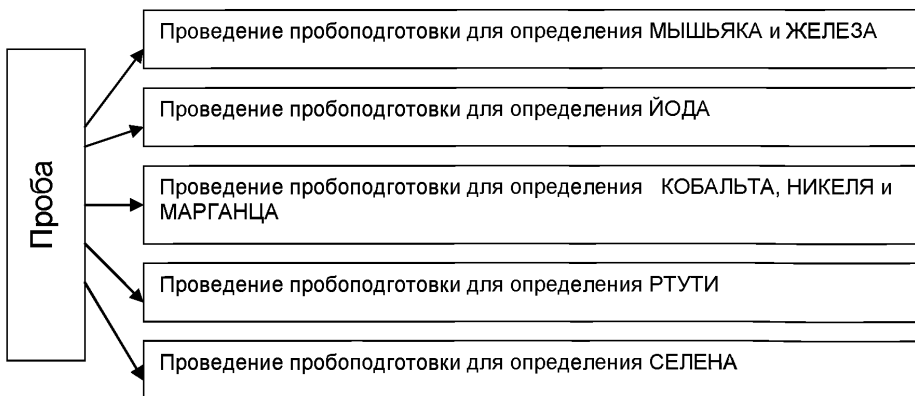 Проба
Проведение пробоподготовки для определения МЫШЬЯКА и ЖЕЛЕЗА
Проведение пробоподготовки для определения ЙОДА
Проведение пробоподготовки для определения КОБАЛЬТА, НИКЕЛЯ и
МАРГАНЦА
Проведение пробоподготовки для определения РТУТИ
Проведение пробоподготовки для определения СЕЛЕНА